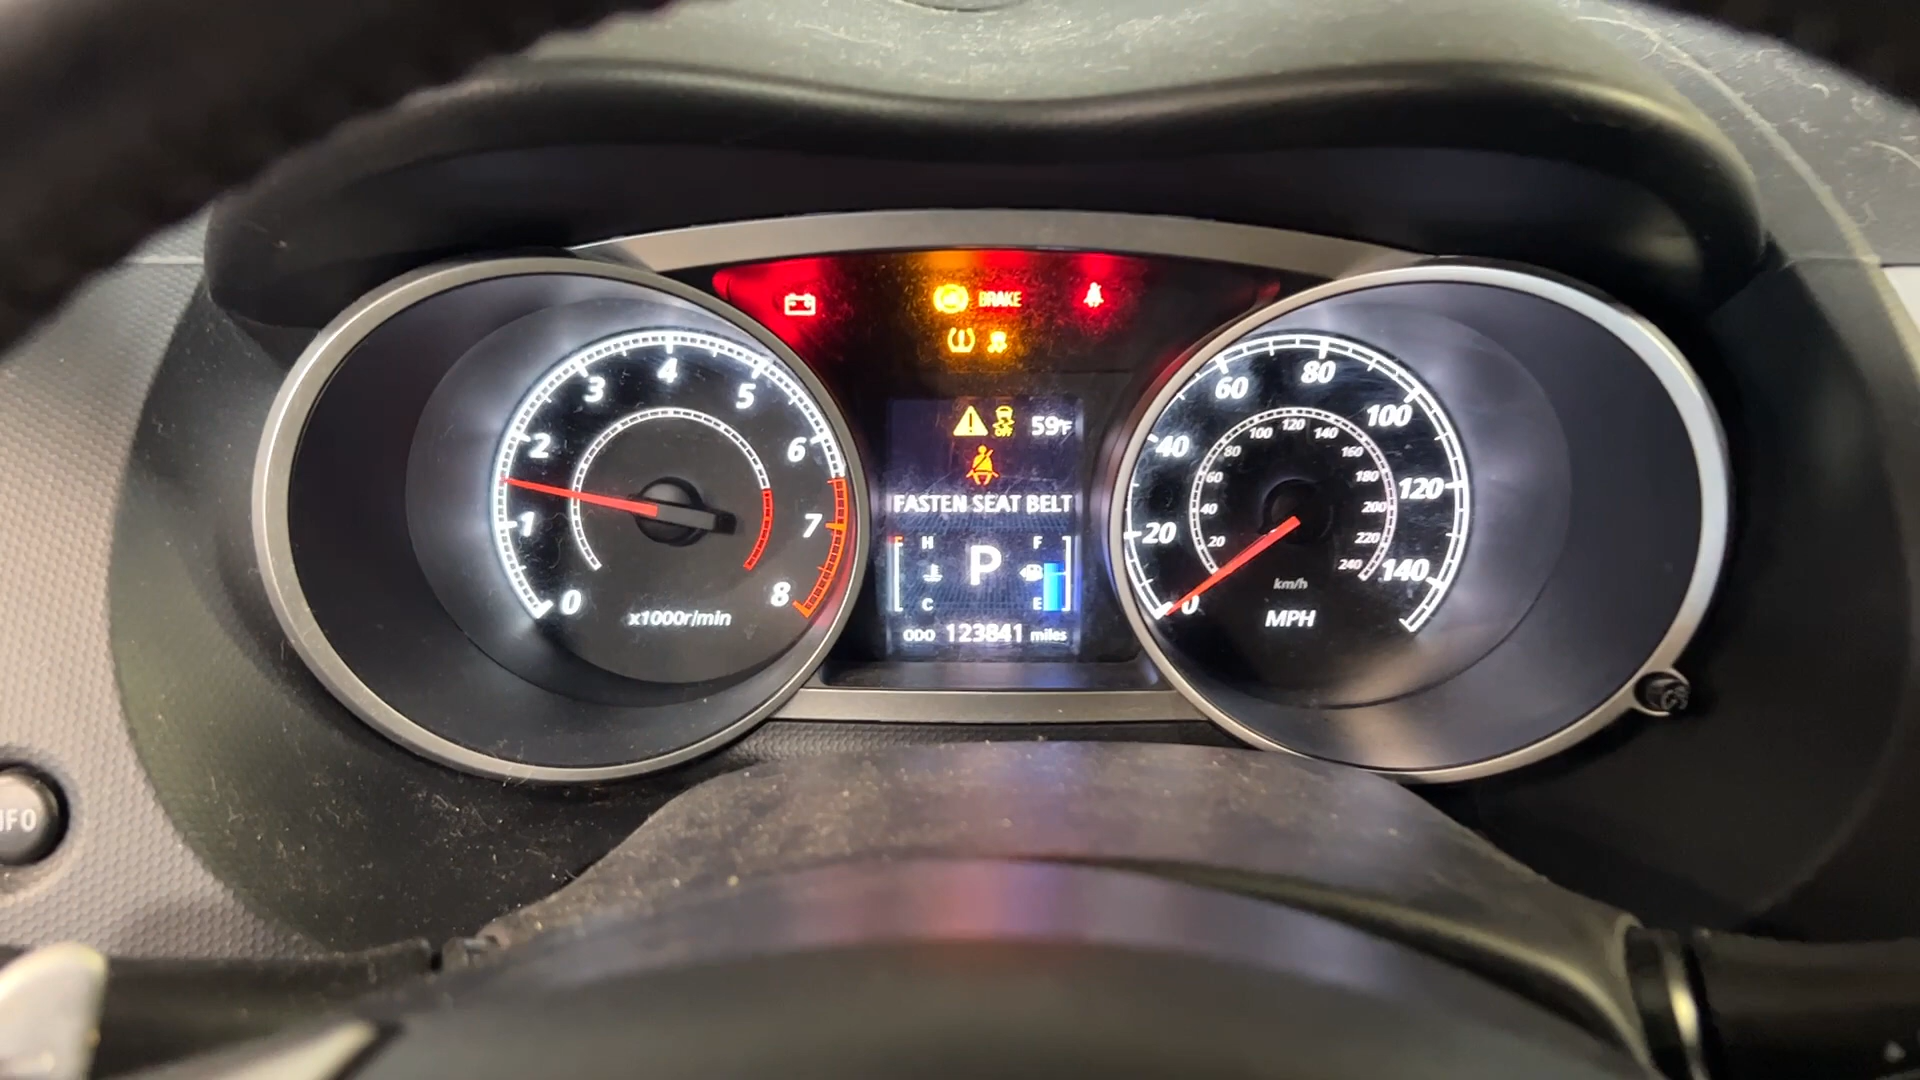 BRAKE
OFF 59°F
FASTEN SEAT BELT
H F
P
C E
ODO 123841 miles
0 1 2 3 4 5 6 7 8
x1000r/min
0 20 40 60 80 100 120 140
20 40 60 80 100 120 140 160 180 200 220 240
km/h
MPH